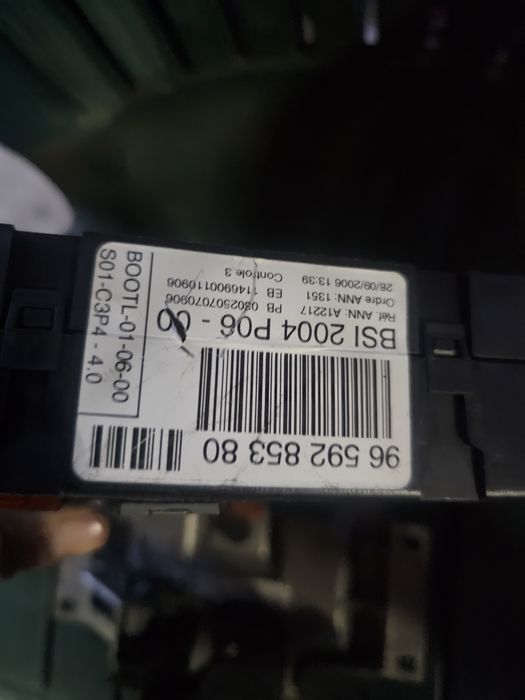 96 592 853 80
BSI 2004 P06 - 00
Réf. ANN: A12217
PB 0802507070906
Ordre ANN: 1351
EB 1146900110906
28/09/2006 13:39
Controle 3
BOOTL-01-06-00
S01-C3P4 - 4.0